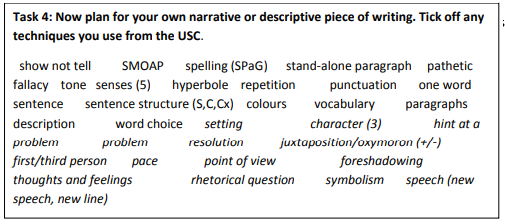 Task 4: Now plan for your own narrative or descriptive piece of writing. Tick off any
techniques you use from the USC.
show not tell SMOAP spelling (SPaG) stand-alone paragraph pathetic
fallacy tone senses (5) hyperbole repetition punctuation one word
sentence sentence structure (S,C,Cx) colours vocabulary paragraphs
description word choice setting character (3) hint at a
problem problem resolution juxtaposition/oxymoron (+/-)
first/third person pace point of view foreshadowing
thoughts and feelings rhetorical question symbolism speech (new
speech, new line)